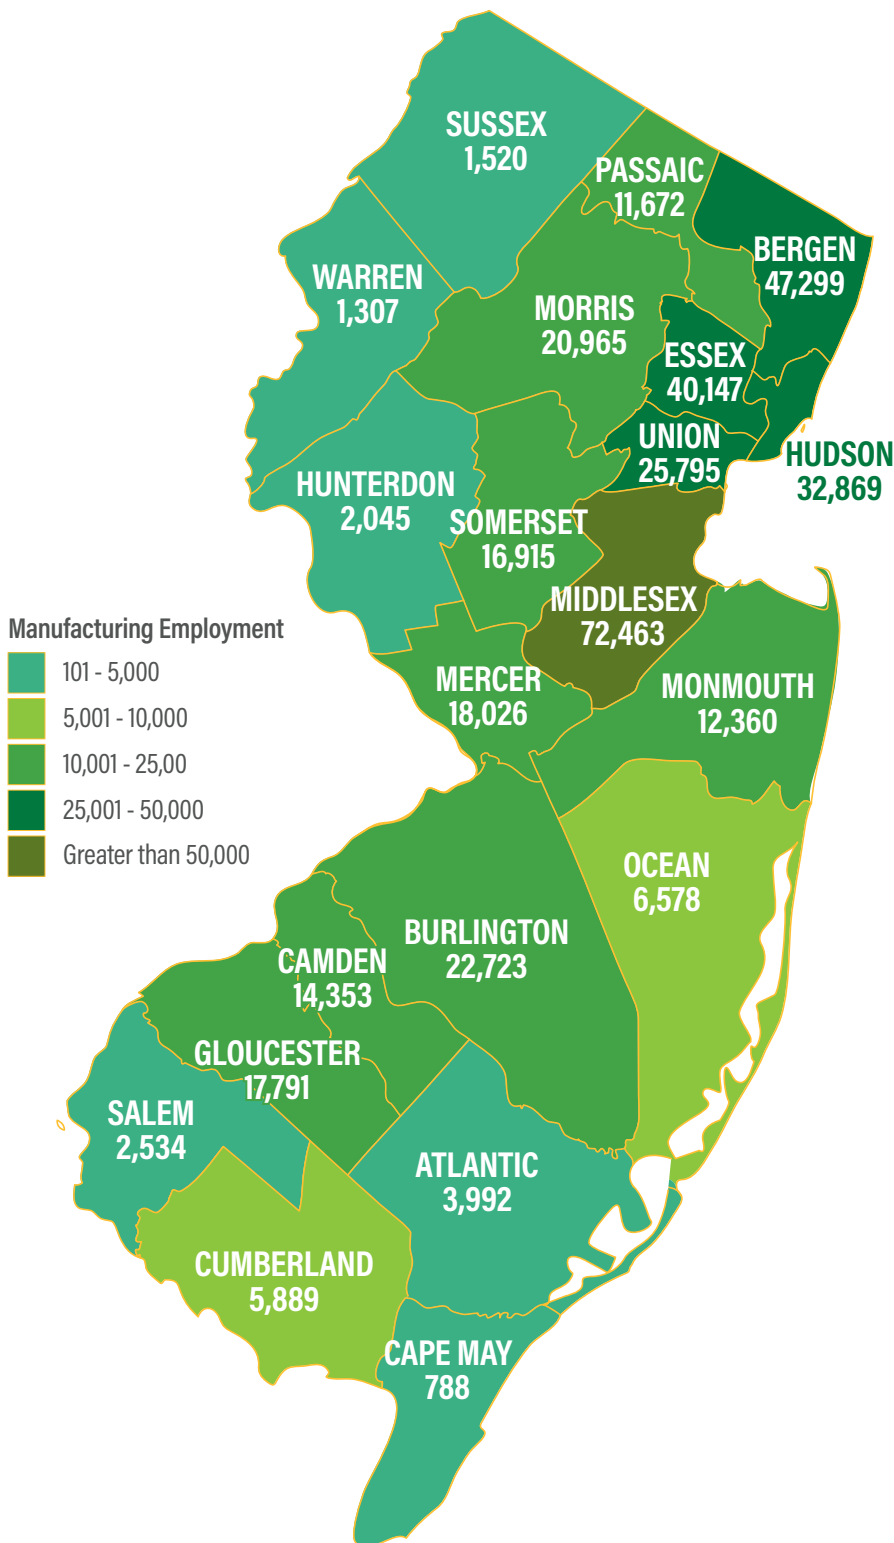 SUSSEX
1,520
PASSAIC
11,672
BERGEN
47,299
WARREN
1,307
MORRIS
20,965
ESSEX
40,147
UNION
25,795
HUDSON
32,869
HUNTERDON
2,045
SOMERSET
16,915
MIDDLESEX
72,463
MERCER
18,026
MONMOUTH
12,360
Manufacturing Employment
101 - 5,000
5,001 - 10,000
10,001 - 25,00
25,001 - 50,000
Greater than 50,000
OCEAN
6,578
BURLINGTON
22,723
CAMDEN
14,353
GLOUCESTER
17,791
SALEM
2,534
ATLANTIC
3,992
CUMBERLAND
5,889
CAPE MAY
788